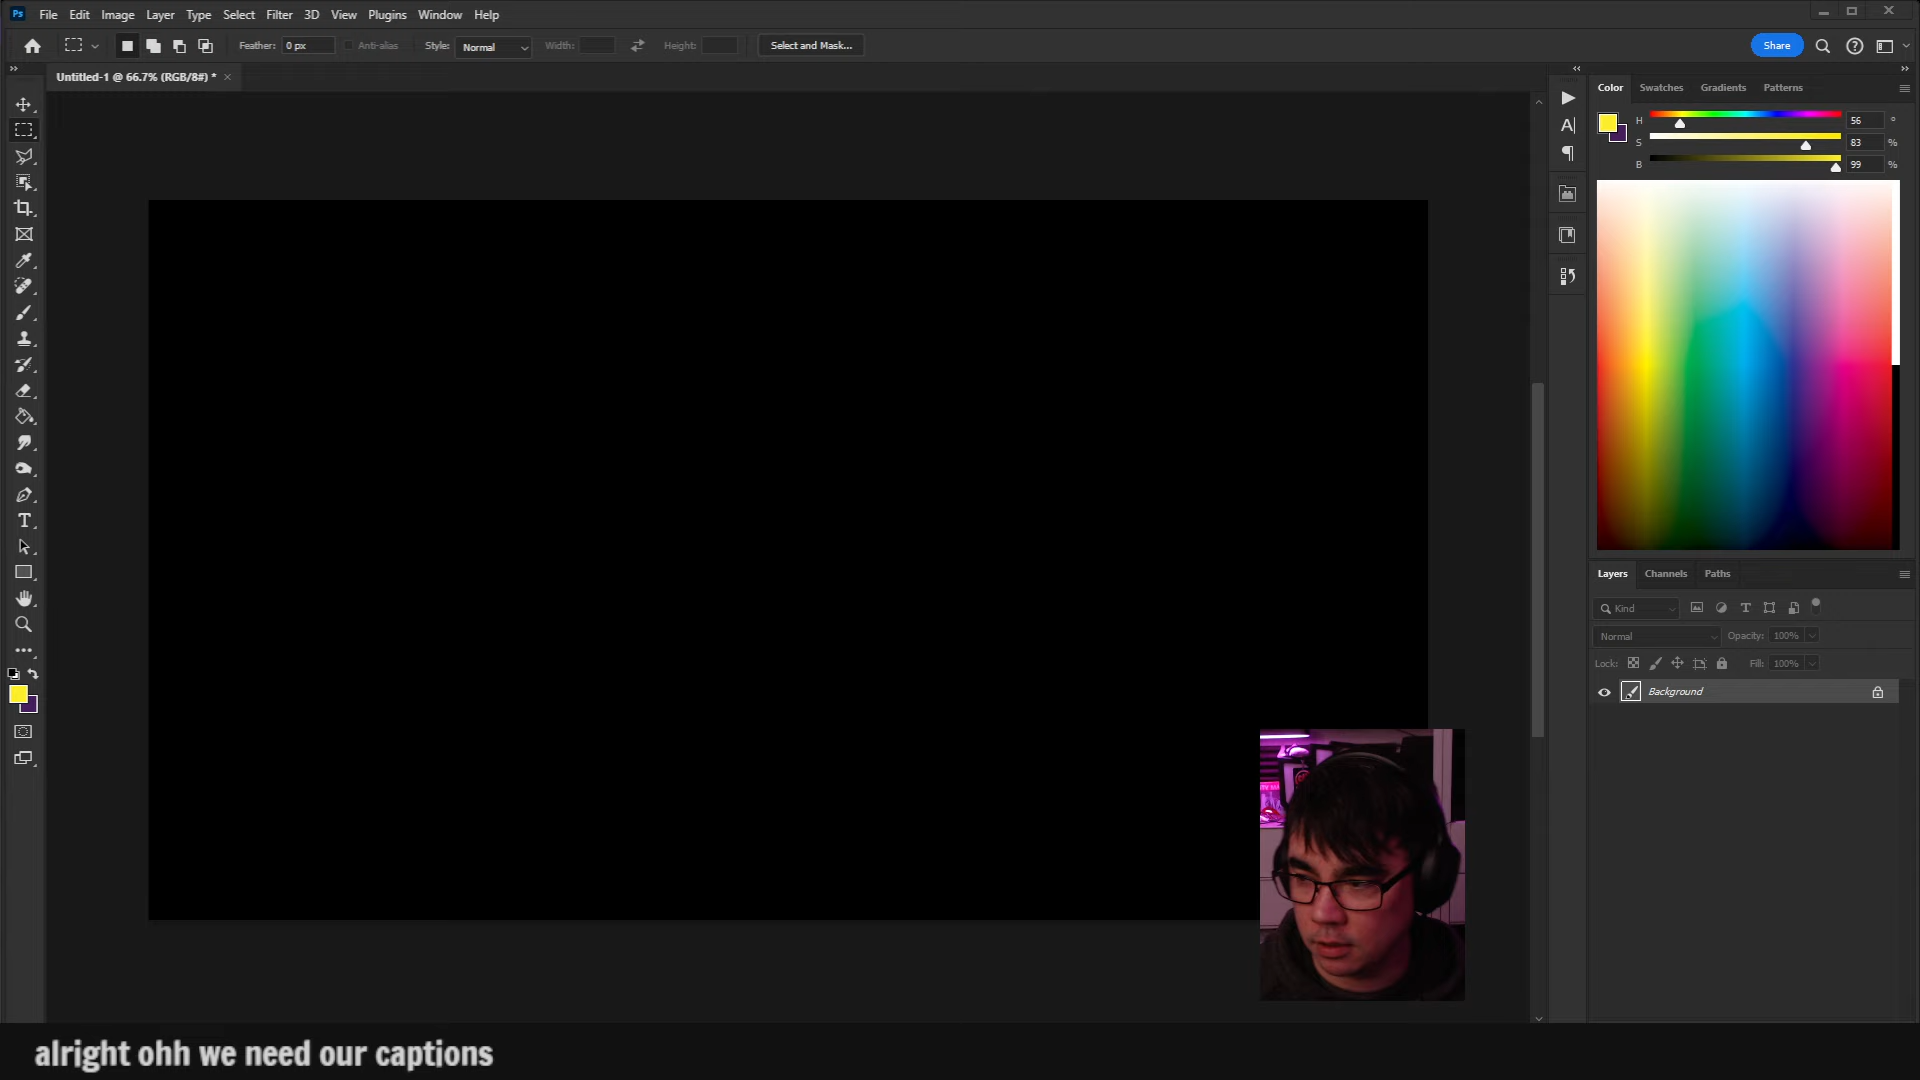 Ps File Edit Image Layer Type Select Filter 3D View Plugins Window Help
Feather: 0 px Anti-alias Style: Normal Width: Height: Select and Mask... Share
Untitled-1 @ 66.7% (RGB/8#) *
Color Swatches Gradients Patterns
H 56 °
S 83 %
B 99 %
Layers Channels Paths
Kind
Normal Opacity: 100%
Lock: Fill: 100%
Background
alright ohh we need our captions